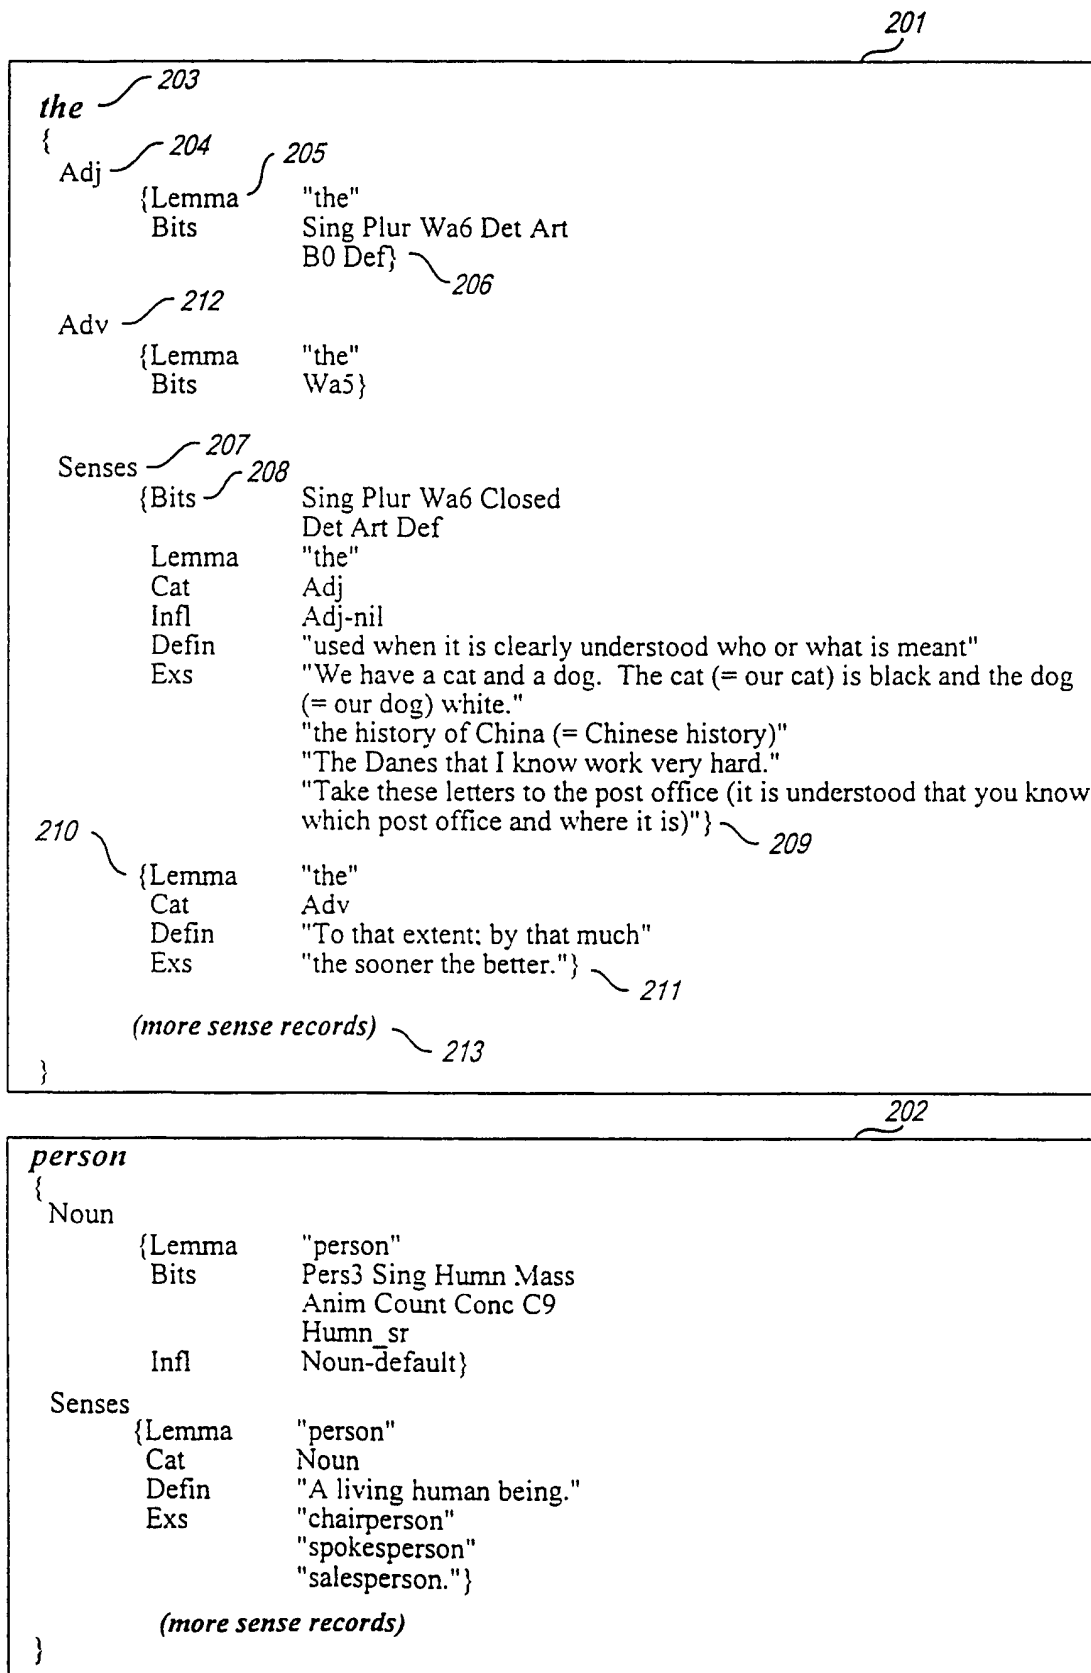 201
the 203
{
Adj 204
{Lemma 205 "the"
Bits Sing Plur Wa6 Det Art
B0 Def} 206
Adv 212
{Lemma "the"
Bits Wa5}
Senses 207
{Bits 208 Sing Plur Wa6 Closed
Det Art Def
Lemma "the"
Cat Adj
Infl Adj-nil
Defin "used when it is clearly understood who or what is meant"
Exs "We have a cat and a dog. The cat (= our cat) is black and the dog
(= our dog) white."
"the history of China (= Chinese history)"
"The Danes that I know work very hard."
"Take these letters to the post office (it is understood that you know
which post office and where it is)"} 209
210 {Lemma "the"
Cat Adv
Defin "To that extent; by that much"
Exs "the sooner the better."} 211
(more sense records) 213
}
202
person
{
Noun
{Lemma "person"
Bits Pers3 Sing Humn Mass
Anim Count Conc C9
Humn_sr
Infl Noun-default}
Senses
{Lemma "person"
Cat Noun
Defin "A living human being."
Exs "chairperson"
"spokesperson"
"salesperson."}
(more sense records)
}